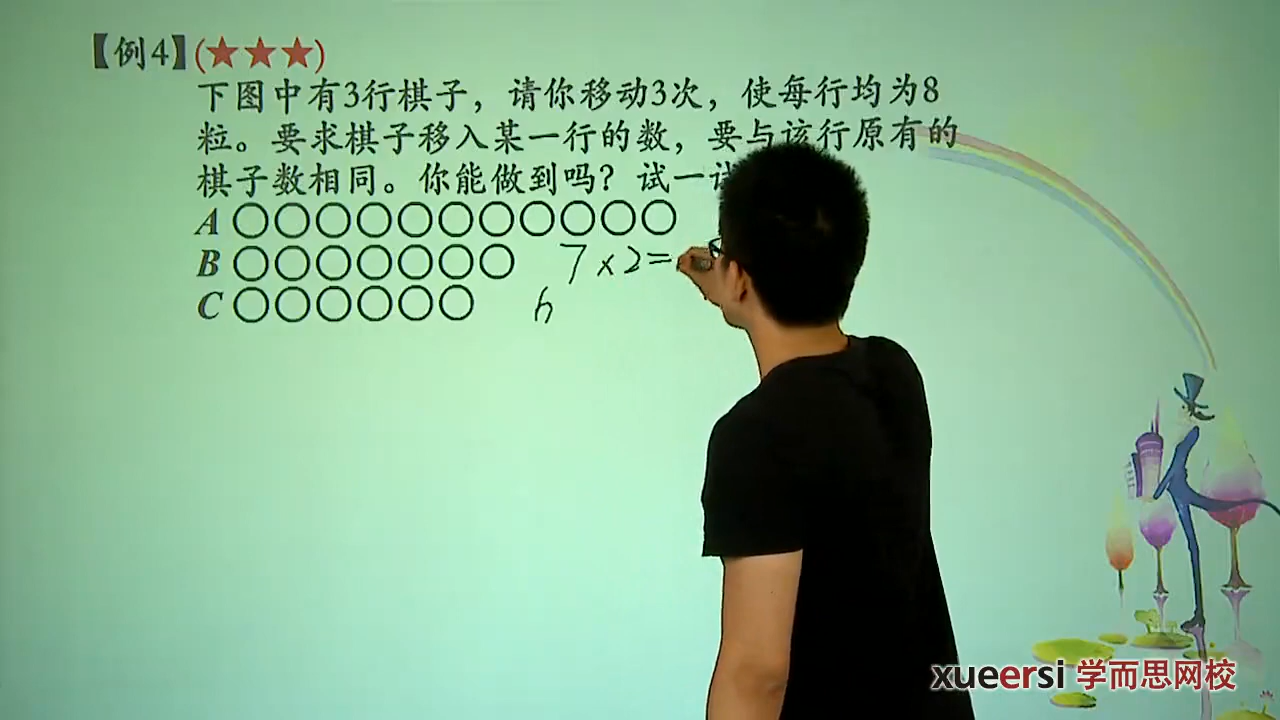 【例4】(★★★)
下图中有3行棋子，请你移动3次，使每行均为8
粒。要求棋子移入某一行的数，要与该行原有的
棋子数相同。你能做到吗？试一
A
B 7×2=
C
xueersi 学而思网校